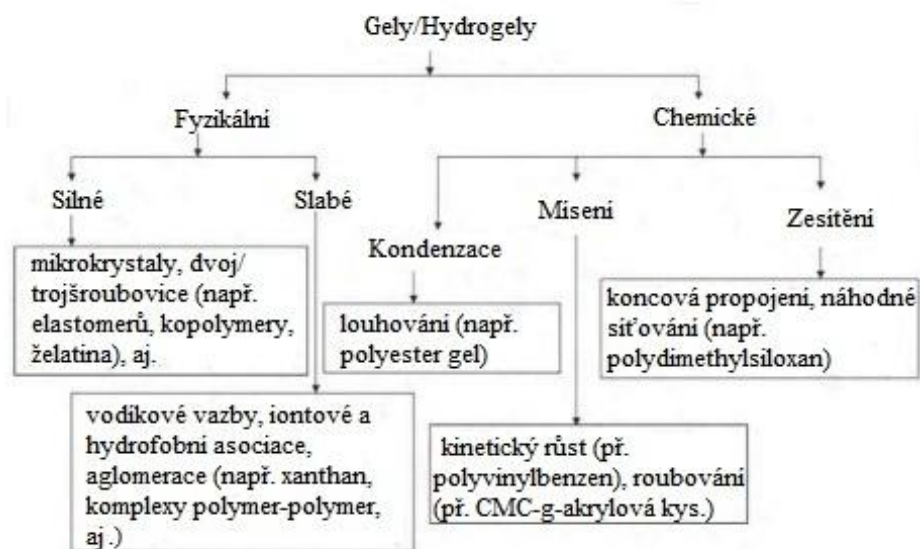 Gely/Hydrogely
Fyzikální
Chemické
Silné
Slabé
Kondenzace
Mísení
Zesítění
mikrokrystaly, dvoj/
trojšroubovice (např.
elastomerů, kopolymery,
želatina), aj.
louhování (např.
polyester gel)
koncová propojení, náhodné
síťování (např.
polydimethylsiloxan)
vodíkové vazby, iontové a
hydrofobní asociace,
aglomerace (např. xanthan,
komplexy polymer-polymer,
aj.)
kinetický růst (př.
polyvinylbenzen), roubování
(př. CMC-g-akrylová kys.)